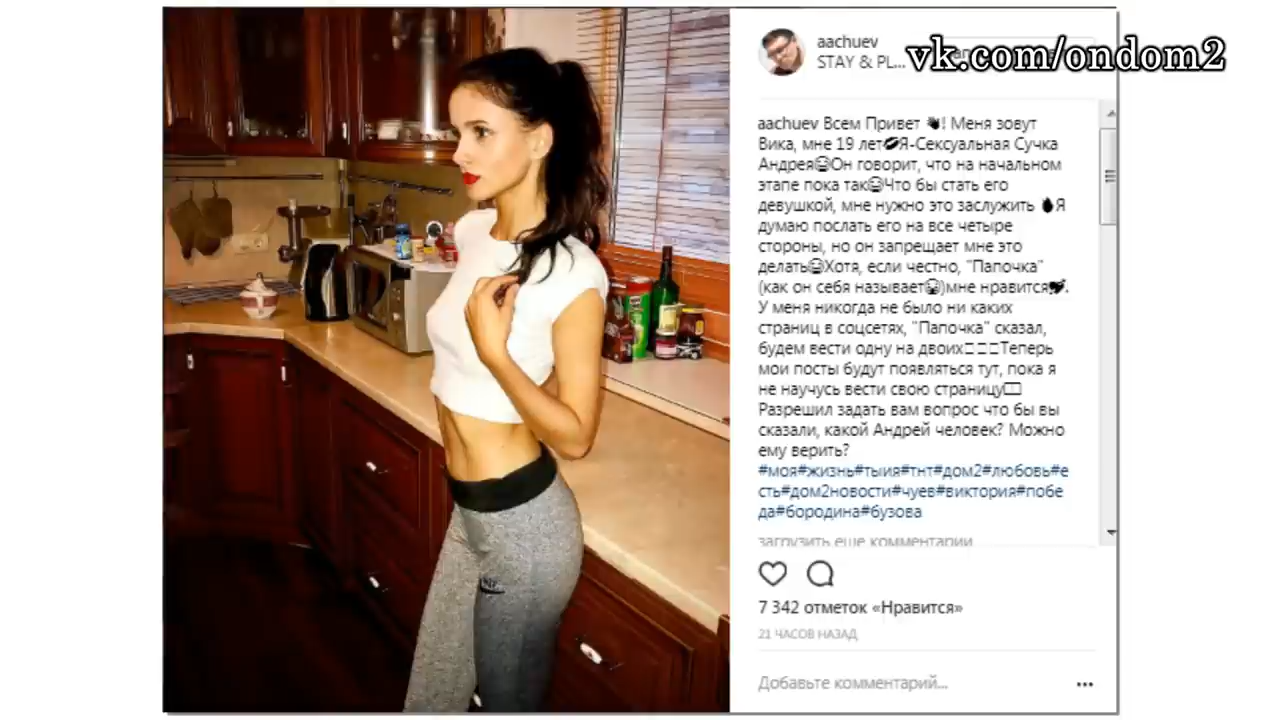 aachuev
STAY & PL...
vk.com/ondom2
aachuev Всем Привет 👋! Меня зовут
Вика, мне 19 лет💋Я-Сексуальная Сучка
Андрея😂Он говорит, что на начальном
этапе пока так😂Что бы стать его
девушкой, мне нужно это заслужить 🔥Я
думаю послать его на все четыре
стороны, но он запрещает мне это
делать😂Хотя, если честно, "Папочка"
(как он себя называет😂)мне нравится💘.
У меня никогда не было ни каких
страниц в соцсетях, "Папочка" сказал,
будем вести одну на двоих□□□Теперь
мои посты будут появляться тут, пока я
не научусь вести свою страницу□□
Разрешил задать вам вопрос что бы вы
сказали, какой Андрей человек? Можно
ему верить?
#моя#жизнь#тыия#тнт#дом2#любовь#е
сть#дом2новости#чуев#виктория#побе
да#бородина#бузова
загрузить еще комментарии
7 342 отметок «Нравится»
21 ЧАСОВ НАЗАД
Добавьте комментарий...